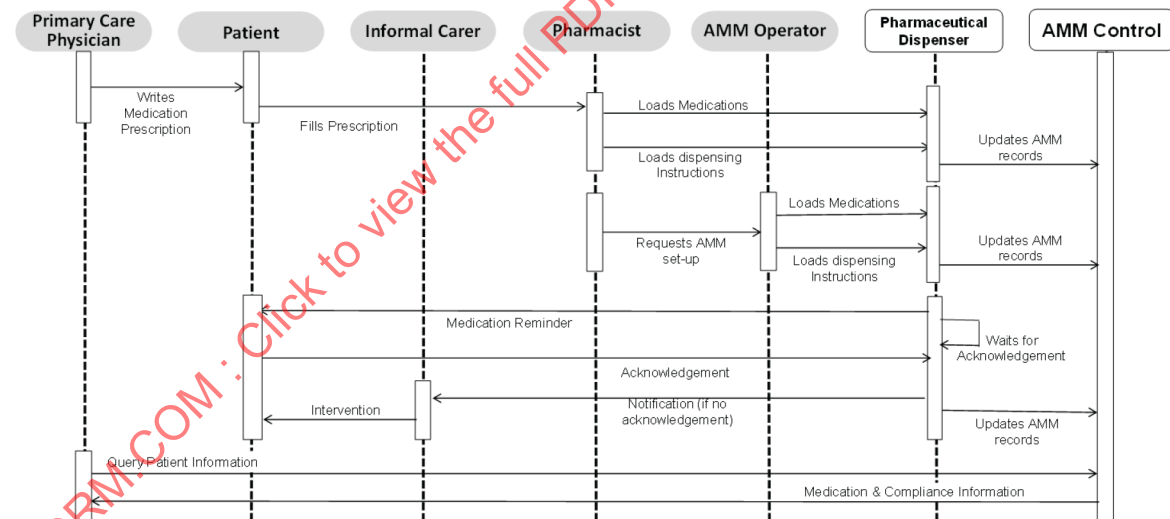 Primary Care
Physician
Patient
Informal Carer
Pharmacist
AMM Operator
Pharmaceutical
Dispenser
AMM Control
Writes
Medication
Prescription
Fills Prescription
Loads Medications
Loads dispensing
Instructions
Updates AMM
records
Requests AMM
set-up
Loads Medications
Loads dispensing
Instructions
Updates AMM
records
Medication Reminder
Waits for
Acknowledgement
Acknowledgement
Notification (if no
acknowledgement)
Intervention
Updates AMM
records
Query Patient Information
Medication & Compliance Information
RM.COM : Click to view the full PDF